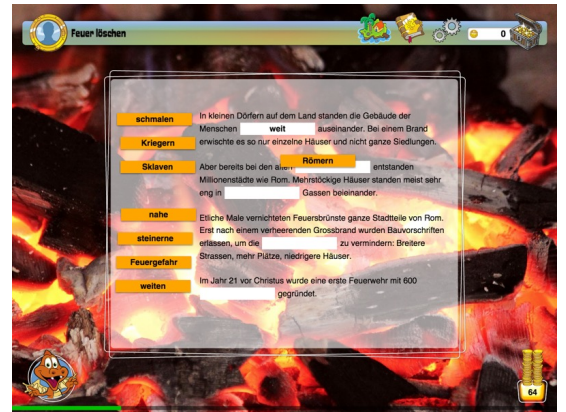 Feuer löschen
0
schmalen
Kriegern
Sklaven
nahe
steinerne
Feuergefahr
weiten
In kleinen Dörfern auf dem Land standen die Gebäude der
Menschen weit auseinander. Bei einem Brand
erwischte es so nur einzelne Häuser und nicht ganze Siedlungen.
Römern
Aber bereits bei den alten entstanden
Millionenstädte wie Rom. Mehrstöckige Häuser standen meist sehr
eng in Gassen beieinander.
Etliche Male vernichteten Feuersbrünste ganze Stadtteile von Rom.
Erst nach einem verheerenden Grossbrand wurden Bauvorschriften
erlassen, um die zu vermindern: Breitere
Strassen, mehr Plätze, niedrigere Häuser.
Im Jahr 21 vor Christus wurde eine erste Feuerwehr mit 600
gegründet.
64